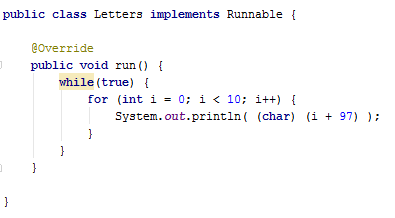 public class Letters implements Runnable {
@Override
public void run() {
while(true) {
for (int i = 0; i < 10; i++) {
System.out.println( (char) (i + 97) );
}
}
}
}